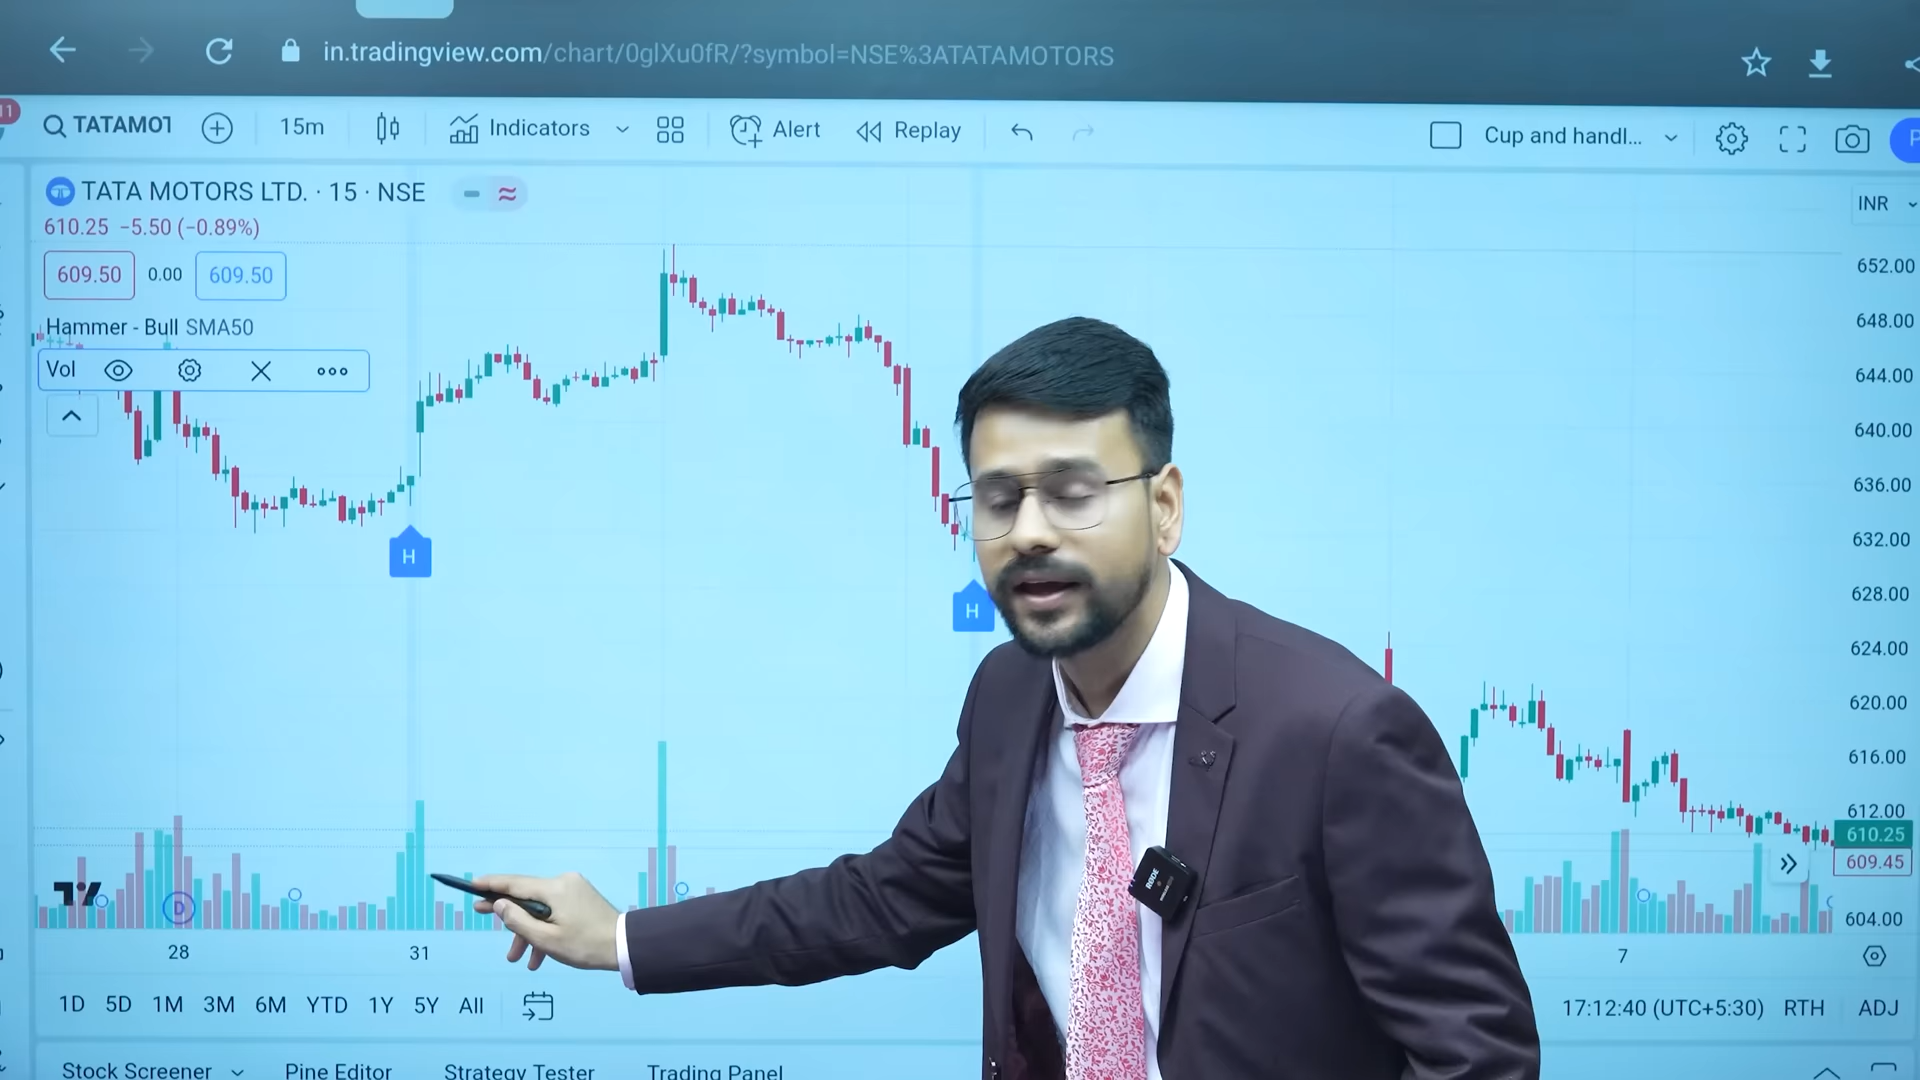 in.tradingview.com/chart/0glXu0fR/?symbol=NSE%3ATATAMOTORS
11
TATAMOT 15m Indicators Alert Replay Cup and handl... P
TATA MOTORS LTD. · 15 · NSE
INR
610.25 −5.50 (−0.89%)
609.50 0.00 609.50
Hammer - Bull SMA50
Vol
652.00
648.00
644.00
640.00
636.00
632.00
628.00
624.00
620.00
616.00
612.00
610.25
609.45
604.00
H
H
RØDE
D
28 31 7
1D 5D 1M 3M 6M YTD 1Y 5Y All
17:12:40 (UTC+5:30) RTH ADJ
Stock Screener Pine Editor Strategy Tester Trading Panel